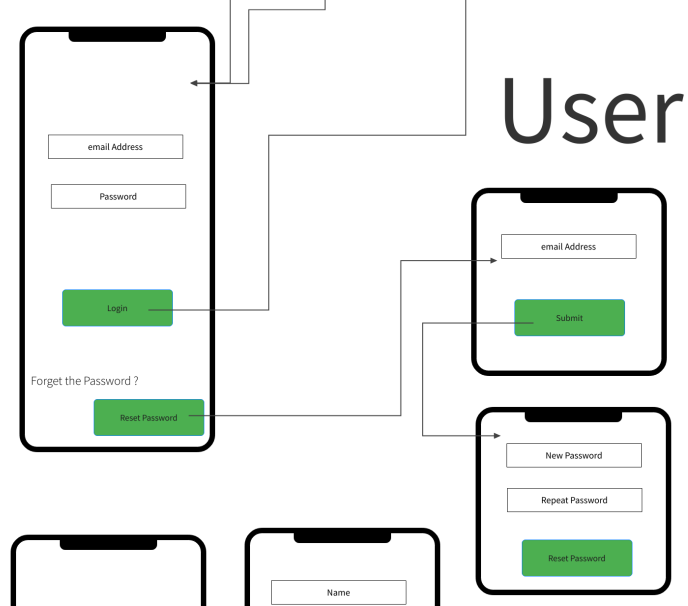 User
email Address
Password
Login
Forget the Password ?
Reset Password
email Address
Submit
New Password
Repeat Password
Reset Password
Name